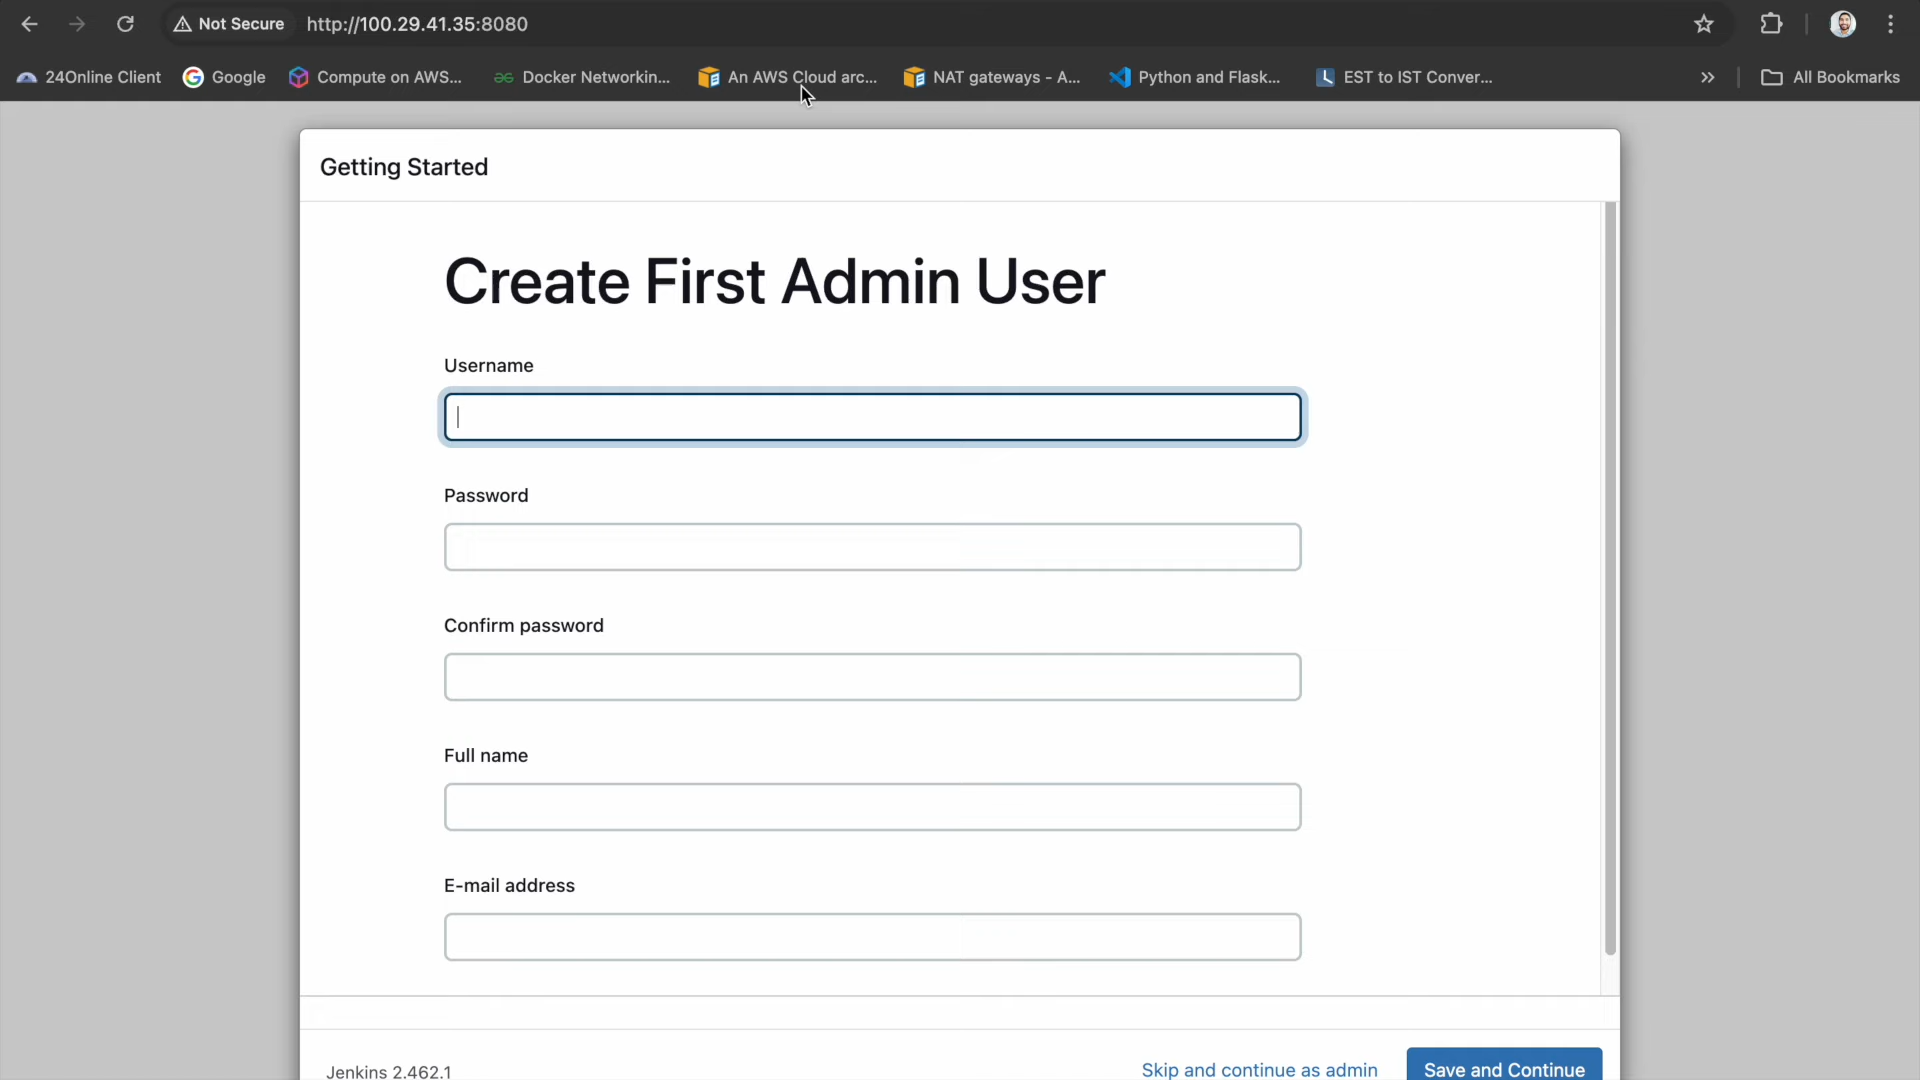 Not Secure http://100.29.41.35:8080
24Online Client Google Compute on AWS... Docker Networkin... An AWS Cloud arc... NAT gateways - A... Python and Flask... EST to IST Conver... » All Bookmarks
Getting Started
Create First Admin User
Username
Password
Confirm password
Full name
E-mail address
Jenkins 2.462.1 Skip and continue as admin Save and Continue